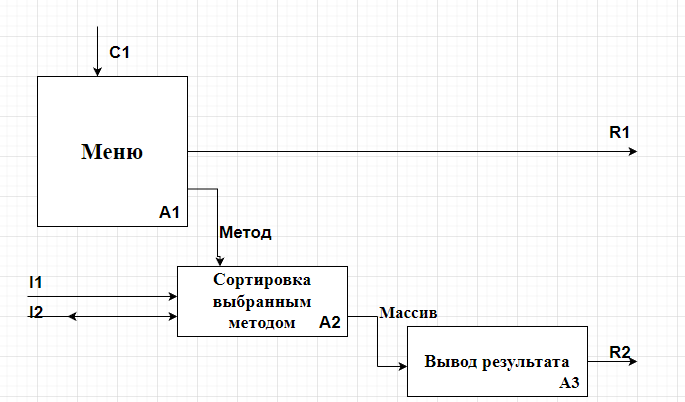 C1
Меню
A1
R1
Метод
I1
I2
Сортировка
выбранным
методом
A2
Массив
Вывод результата
A3
R2